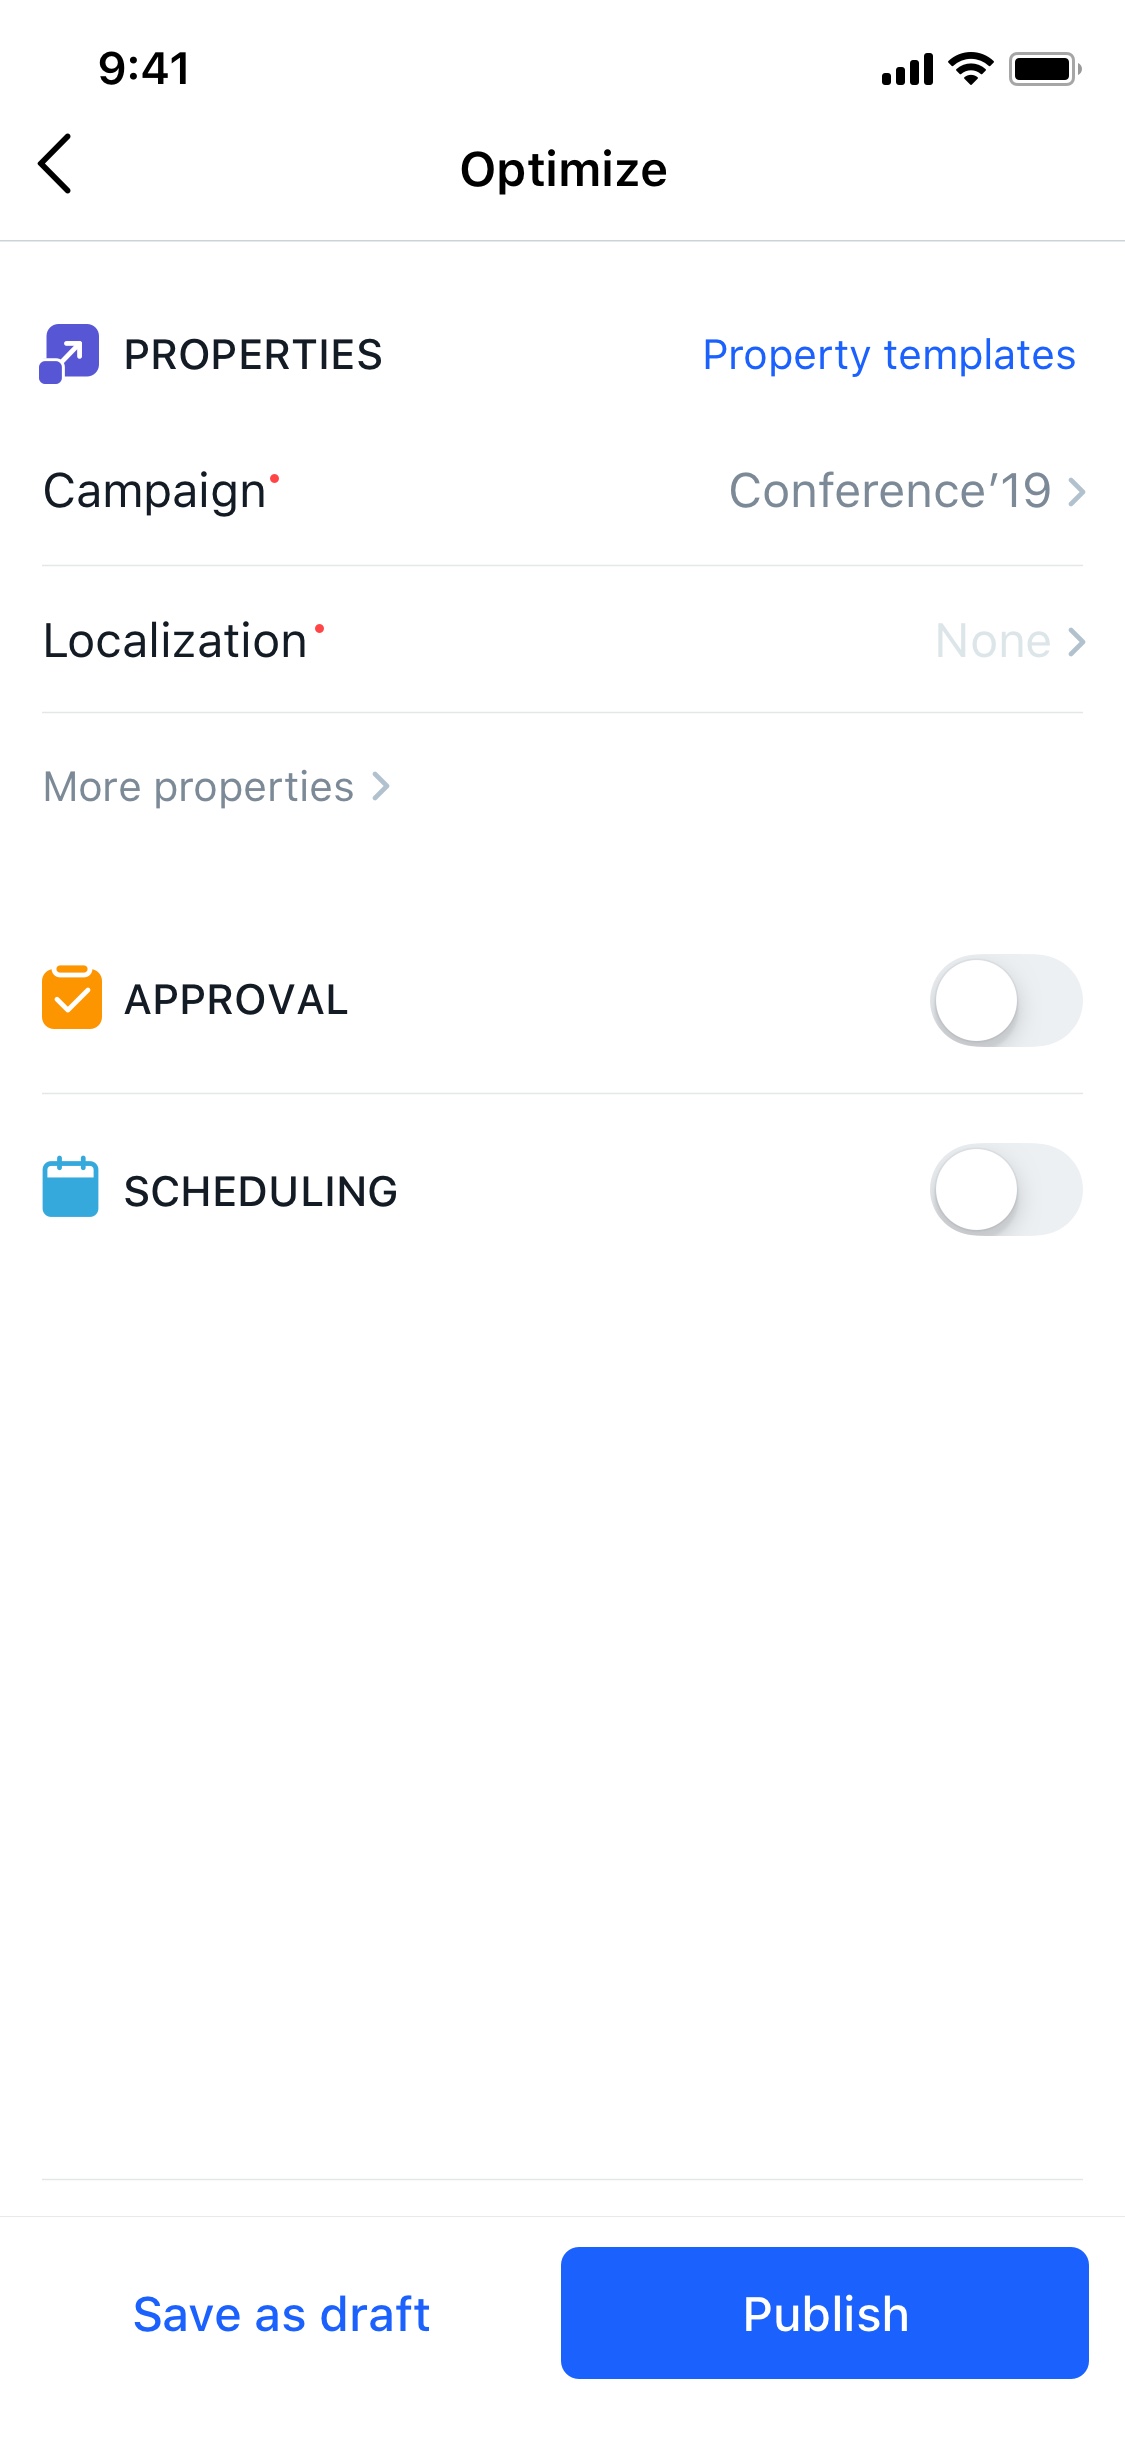 9:41
Optimize
PROPERTIES Property templates
Campaign Conference’19
Localization None
More properties
APPROVAL
SCHEDULING
Save as draft Publish